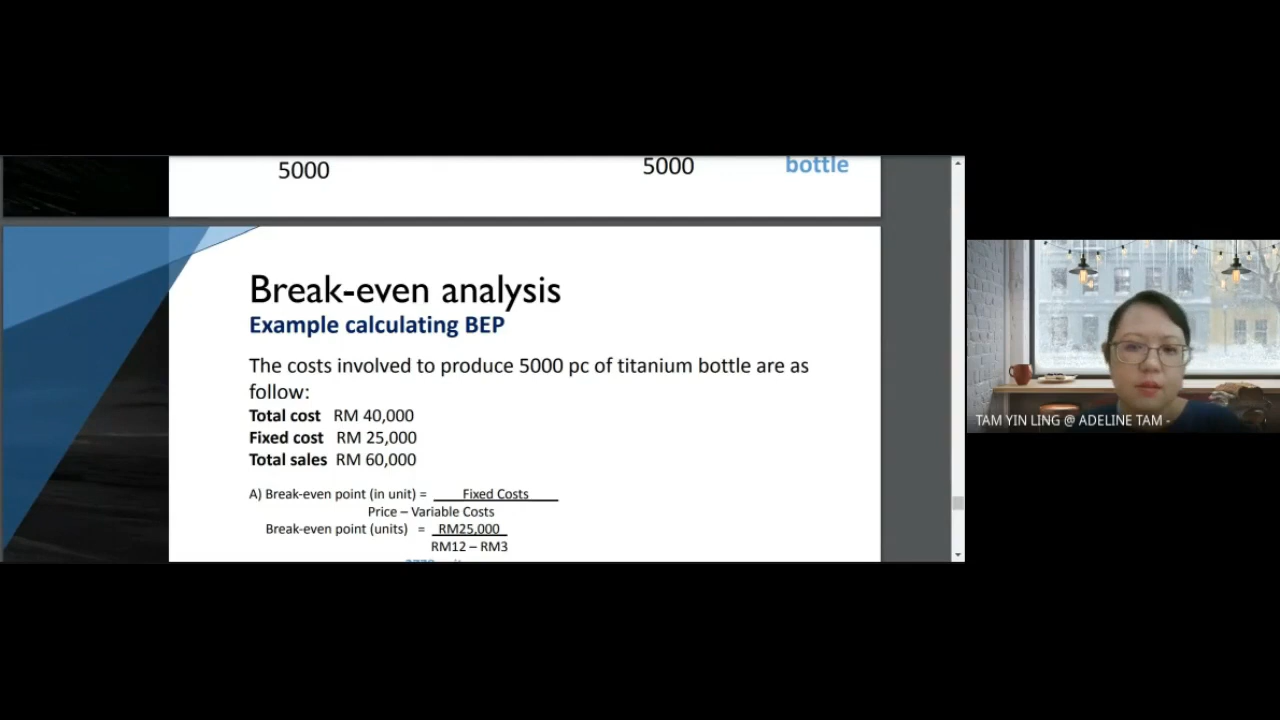 5000 5000 bottle
Break-even analysis
Example calculating BEP
The costs involved to produce 5000 pc of titanium bottle are as
follow:
Total cost RM 40,000
Fixed cost RM 25,000
Total sales RM 60,000
A) Break-even point (in unit) = Fixed Costs
Price – Variable Costs
Break-even point (units) = RM25,000
RM12 – RM3
TAM YIN LING @ ADELINE TAM -